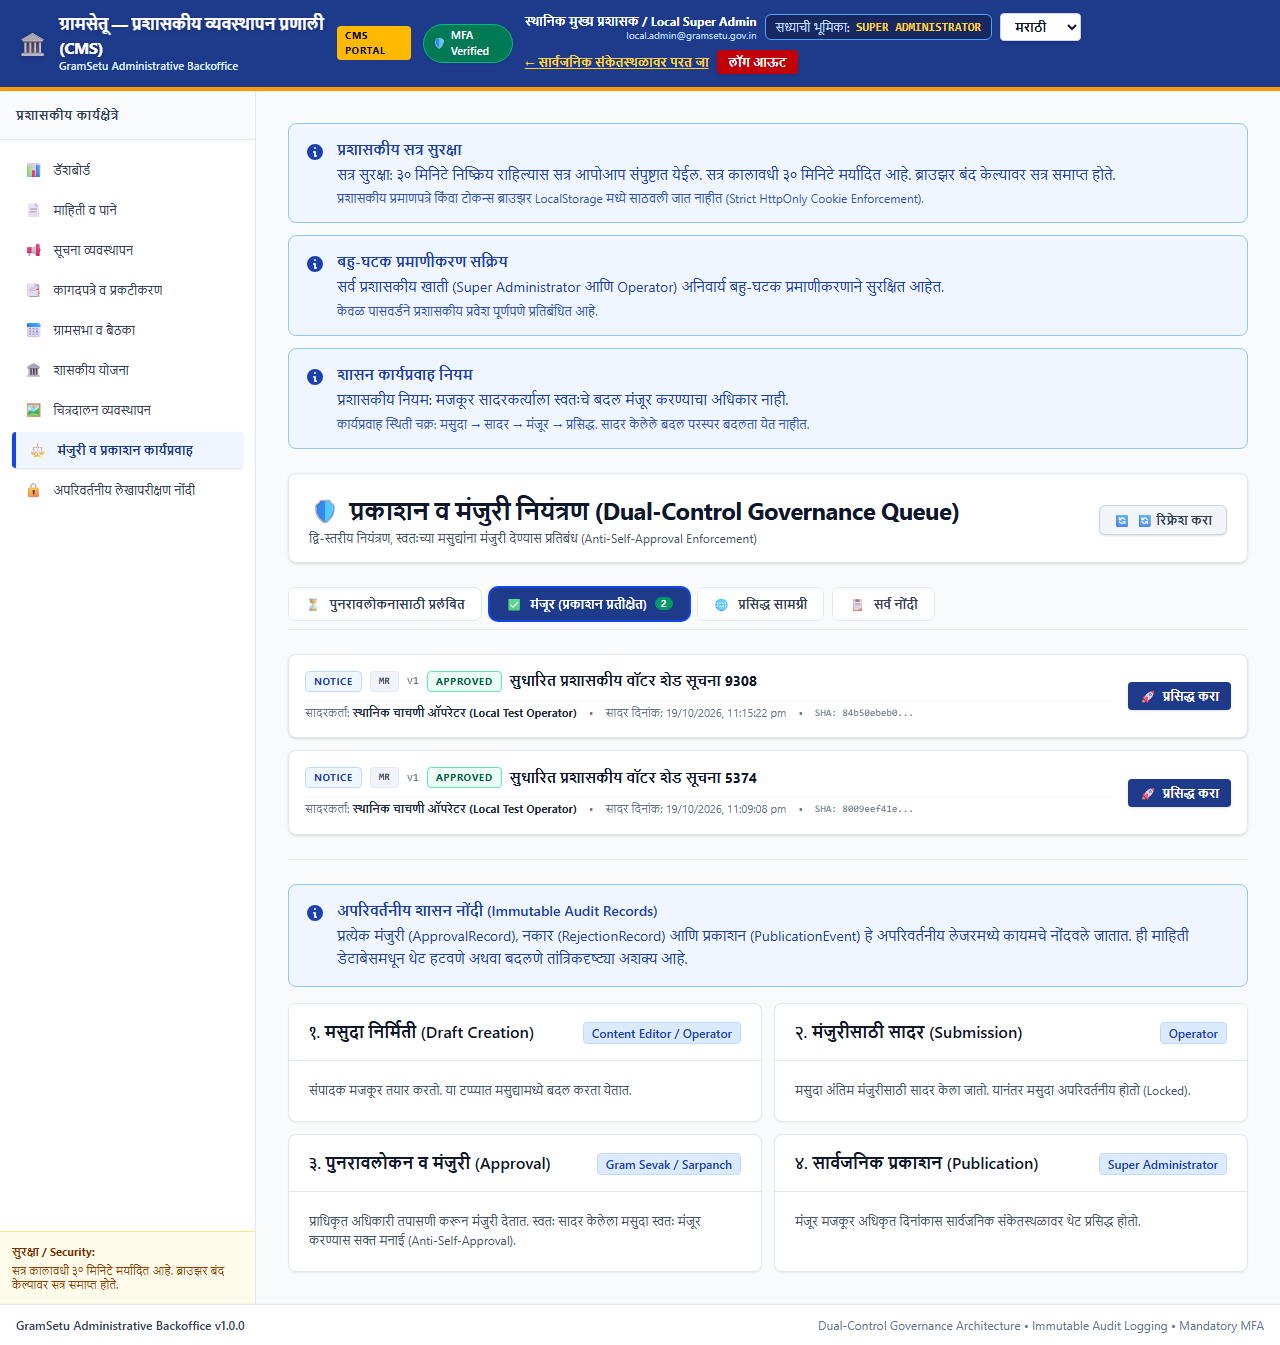 ग्रामसेतू — प्रशासकीय व्यवस्थापन प्रणाली (CMS)
GramSetu Administrative Backoffice
CMS PORTAL
MFA Verified
स्थानिक मुख्य प्रशासक / Local Super Admin
local.admin@gramsetu.gov.in
सध्याची भूमिका: SUPER ADMINISTRATOR
मराठी
← सार्वजनिक संकेतस्थळावर परत जा
लॉग आऊट
प्रशासकीय कार्यक्षेत्रे
डॅशबोर्ड
माहिती व पाने
सूचना व्यवस्थापन
कागदपत्रे व प्रकटीकरण
ग्रामसभा व बैठका
शासकीय योजना
चित्रदालन व्यवस्थापन
मंजुरी व प्रकाशन कार्यप्रवाह
अपरिवर्तनीय लेखापरीक्षण नोंदी
सुरक्षा / Security:
सत्र कालावधी ३० मिनिटे मर्यादित आहे. ब्राउझर बंद
केल्यावर सत्र समाप्त होते.
प्रशासकीय सत्र सुरक्षा
सत्र सुरक्षा: ३० मिनिटे निष्क्रिय राहिल्यास सत्र आपोआप संपुष्टात येईल. सत्र कालावधी ३० मिनिटे मर्यादित आहे. ब्राउझर बंद केल्यावर सत्र समाप्त होते.
प्रशासकीय प्रमाणपत्रे किंवा टोकन्स ब्राउझर LocalStorage मध्ये साठवली जात नाहीत (Strict HttpOnly Cookie Enforcement).
बहु-घटक प्रमाणीकरण सक्रिय
सर्व प्रशासकीय खाती (Super Administrator आणि Operator) अनिवार्य बहु-घटक प्रमाणीकरणाने सुरक्षित आहेत.
केवळ पासवर्डने प्रशासकीय प्रवेश पूर्णपणे प्रतिबंधित आहे.
शासन कार्यप्रवाह नियम
प्रशासकीय नियम: मजकूर सादरकर्त्याला स्वतःचे बदल मंजूर करण्याचा अधिकार नाही.
कार्यप्रवाह स्थिती चक्र: मसुदा → सादर → मंजूर → प्रसिद्ध. सादर केलेले बदल परस्पर बदलता येत नाहीत.
प्रकाशन व मंजुरी नियंत्रण (Dual-Control Governance Queue)
द्वि-स्तरीय नियंत्रण, स्वतःच्या मसुद्यांना मंजुरी देण्यास प्रतिबंध (Anti-Self-Approval Enforcement)
रिफ्रेश करा
पुनरावलोकनासाठी प्रलंबित
मंजूर (प्रकाशन प्रतीक्षेत) 2
प्रसिद्ध सामग्री
सर्व नोंदी
NOTICE MR v1 APPROVED सुधारित प्रशासकीय वॉटर शेड सूचना 9308
सादरकर्ता: स्थानिक चाचणी ऑपरेटर (Local Test Operator) • सादर दिनांक: 19/10/2026, 11:15:22 pm • SHA: 84b50ebeb0...
प्रसिद्ध करा
NOTICE MR v1 APPROVED सुधारित प्रशासकीय वॉटर शेड सूचना 5374
सादरकर्ता: स्थानिक चाचणी ऑपरेटर (Local Test Operator) • सादर दिनांक: 19/10/2026, 11:09:08 pm • SHA: 8009eef41e...
प्रसिद्ध करा
अपरिवर्तनीय शासन नोंदी (Immutable Audit Records)
प्रत्येक मंजुरी (ApprovalRecord), नकार (RejectionRecord) आणि प्रकाशन (PublicationEvent) हे अपरिवर्तनीय लेजरमध्ये कायमचे नोंदवले जातात. ही माहिती
डेटाबेसमधून थेट हटवणे अथवा बदलणे तांत्रिकदृष्ट्या अशक्य आहे.
१. मसुदा निर्मिती (Draft Creation)
Content Editor / Operator
संपादक मजकूर तयार करतो. या टप्प्यात मसुद्यामध्ये बदल करता येतात.
२. मंजुरीसाठी सादर (Submission)
Operator
मसुदा अंतिम मंजुरीसाठी सादर केला जातो. यानंतर मसुदा अपरिवर्तनीय होतो (Locked).
३. पुनरावलोकन व मंजुरी (Approval)
Gram Sevak / Sarpanch
प्राधिकृत अधिकारी तपासणी करून मंजुरी देतात. स्वतः सादर केलेला मसुदा स्वतः मंजूर
करण्यास सक्त मनाई (Anti-Self-Approval).
४. सार्वजनिक प्रकाशन (Publication)
Super Administrator
मंजूर मजकूर अधिकृत दिनांकास सार्वजनिक संकेतस्थळावर थेट प्रसिद्ध होतो.
GramSetu Administrative Backoffice v1.0.0
Dual-Control Governance Architecture • Immutable Audit Logging • Mandatory MFA